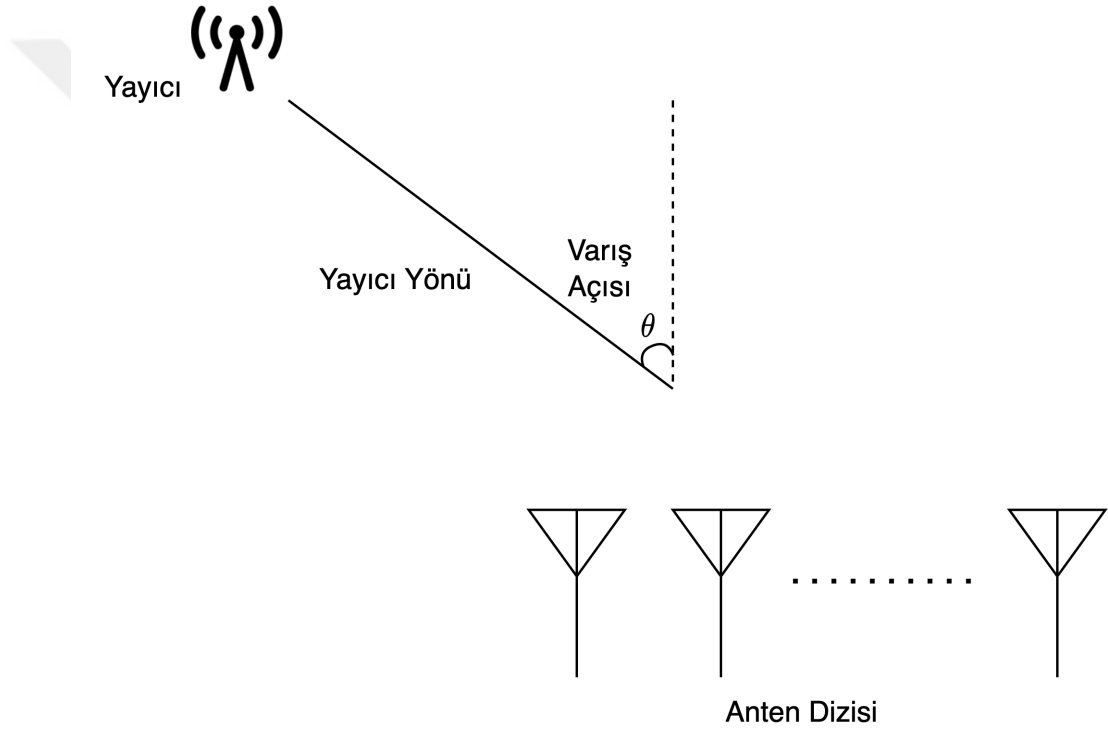 Yayıcı
Varış
Açısı
Yayıcı Yönü
θ
Anten Dizisi